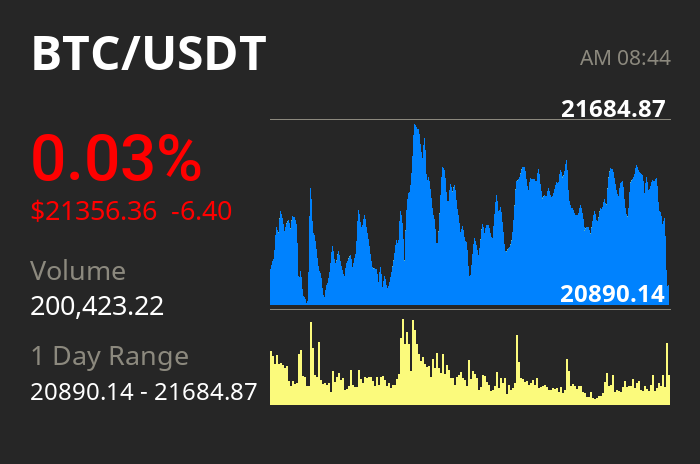 BTC/USDT
AM 08:44
21684.87
0.03%
$21356.36 -6.40
Volume
200,423.22
20890.14
1 Day Range
20890.14 - 21684.87